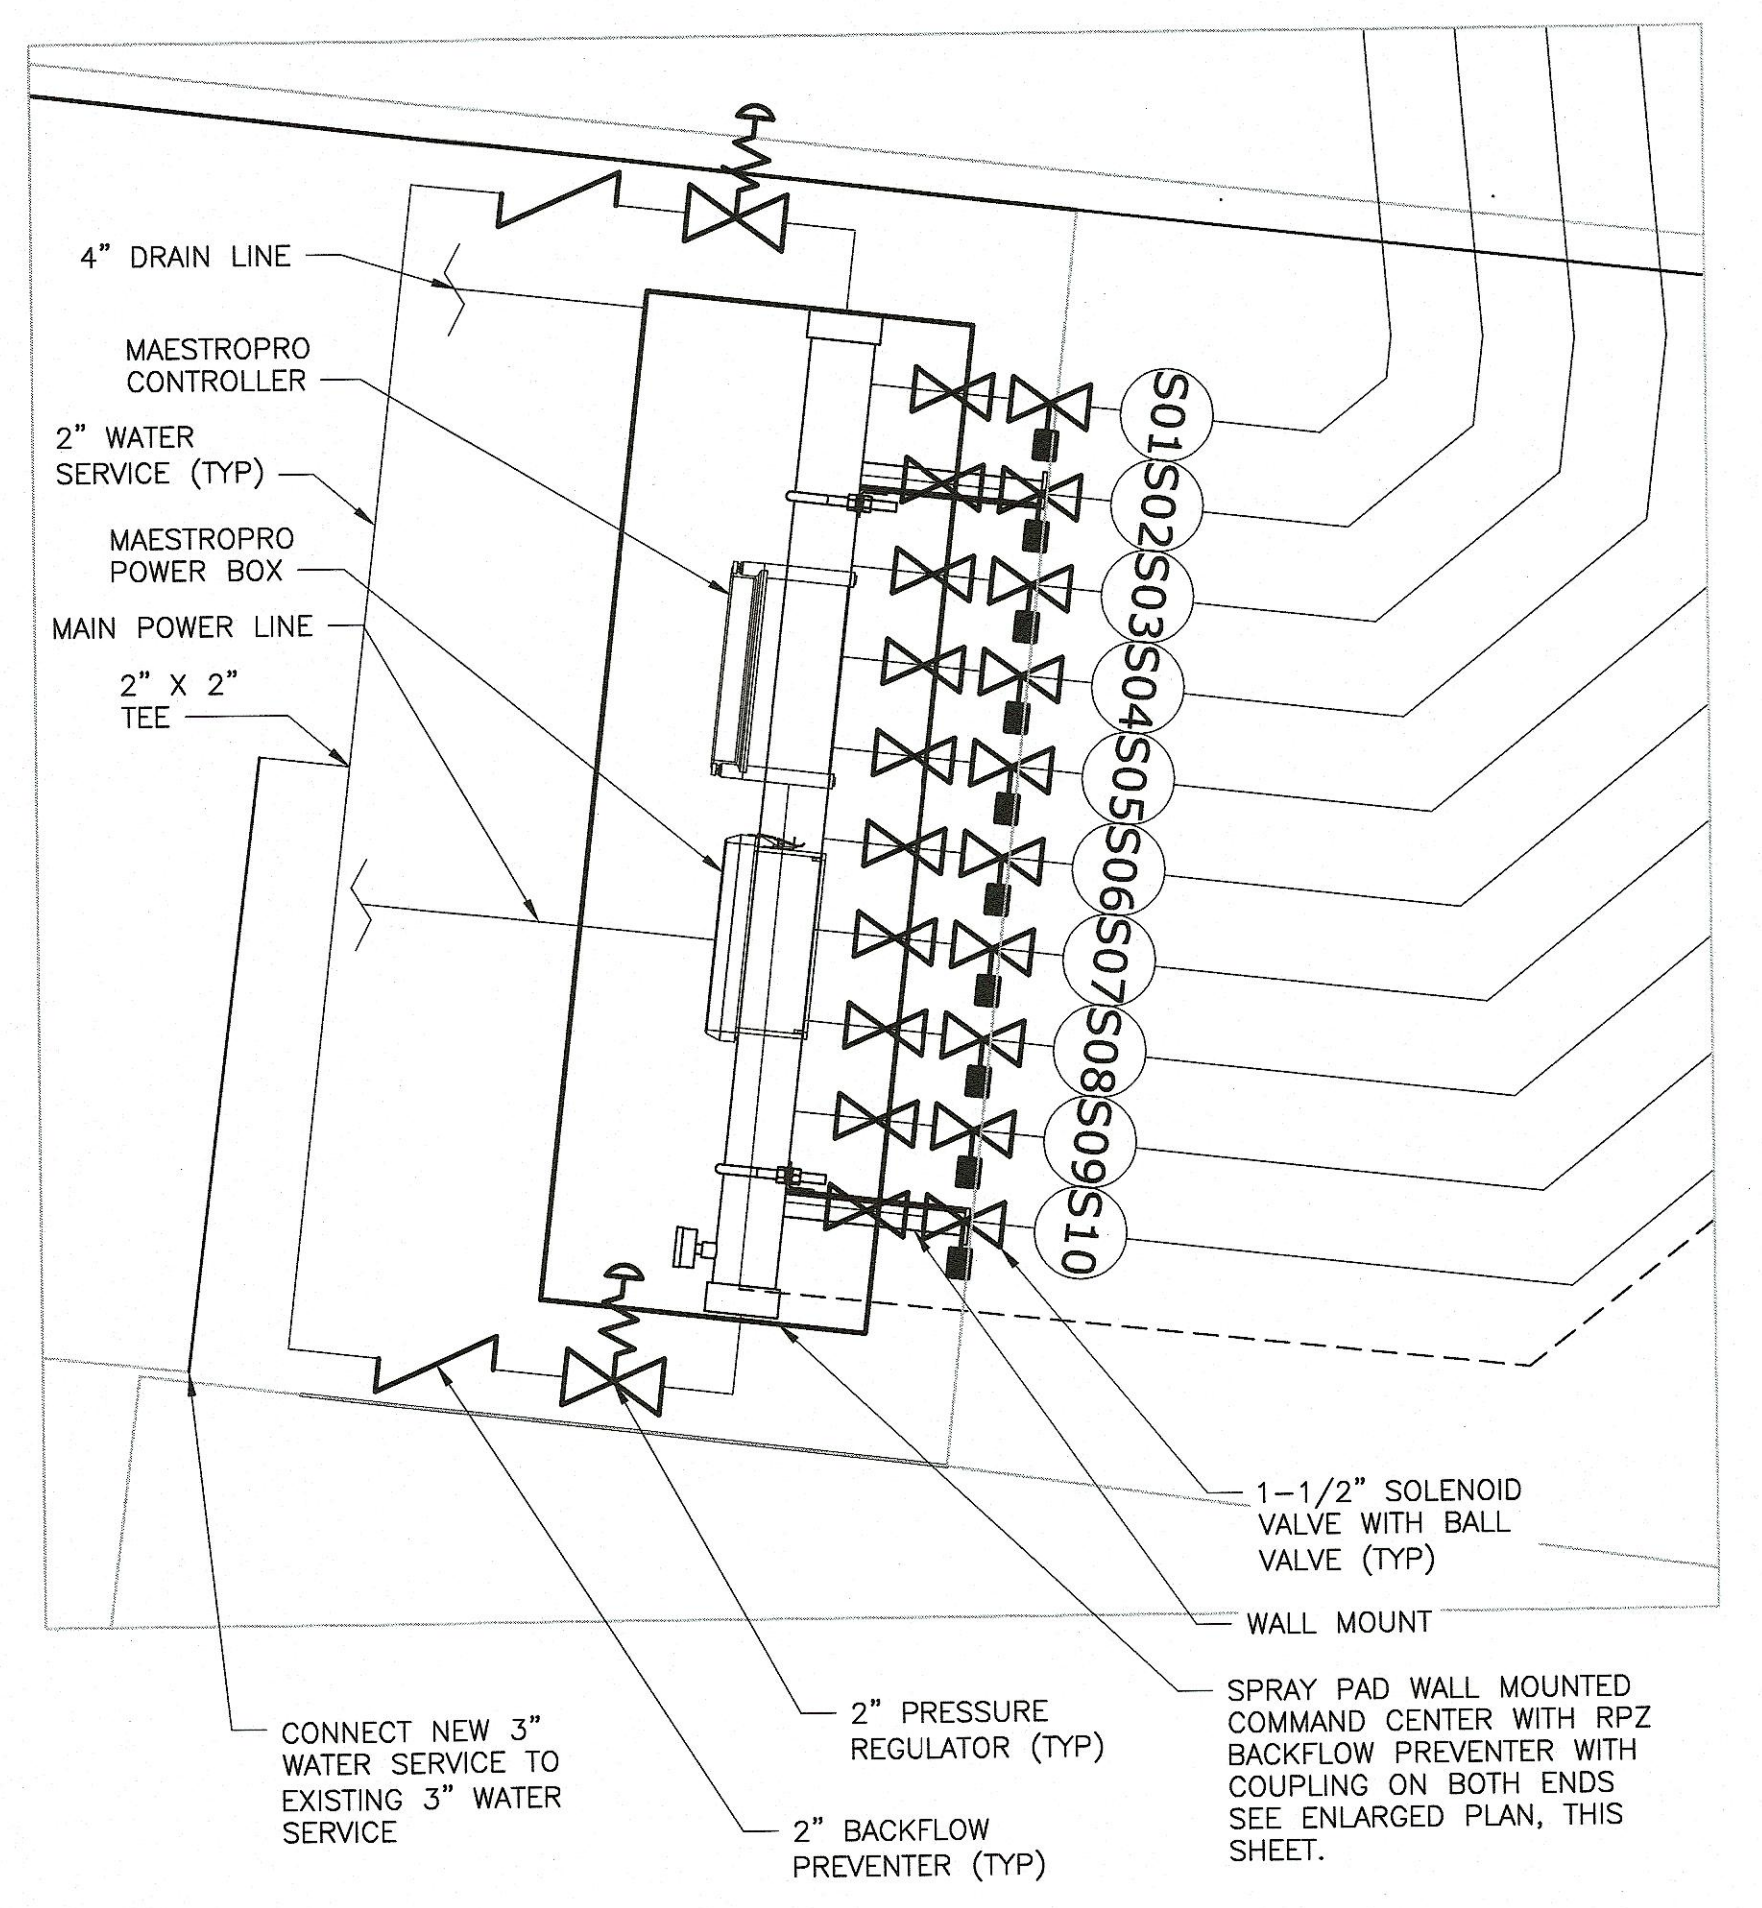 4” DRAIN LINE
MAESTROPRO
CONTROLLER
2” WATER
SERVICE (TYP)
MAESTROPRO
POWER BOX
MAIN POWER LINE
2” X 2”
TEE
S01
S02
S03
S04
S05
S06
S07
S08
S09
S10
1-1/2” SOLENOID
VALVE WITH BALL
VALVE (TYP)
WALL MOUNT
SPRAY PAD WALL MOUNTED
COMMAND CENTER WITH RPZ
BACKFLOW PREVENTER WITH
COUPLING ON BOTH ENDS
SEE ENLARGED PLAN, THIS
SHEET.
2” PRESSURE
REGULATOR (TYP)
2” BACKFLOW
PREVENTER (TYP)
CONNECT NEW 3”
WATER SERVICE TO
EXISTING 3” WATER
SERVICE